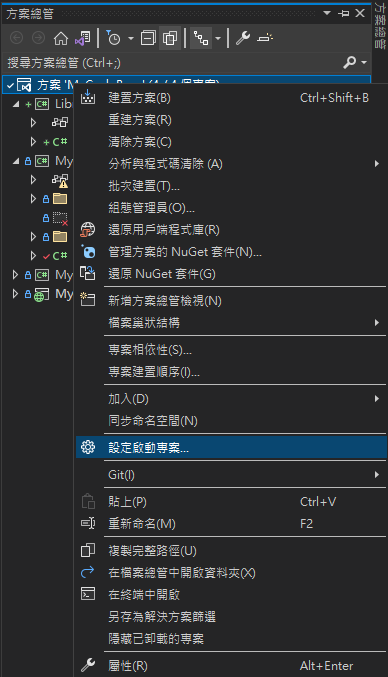 方案總管
方案總管
搜尋方案總管 (Ctrl+;)
方案
Lib
C#
My
C#
My
My
建置方案(B) Ctrl+Shift+B
重建方案(R)
清除方案(C)
分析與程式碼清除 (A)
批次建置(T)...
組態管理員(O)...
還原用戶端程式庫(R)
管理方案的 NuGet 套件(N)...
還原 NuGet 套件(G)
新增方案總管檢視(N)
檔案巢狀結構
專案相依性(S)...
專案建置順序(I)...
加入(D)
同步命名空間(N)
設定啟動專案...
Git(I)
貼上(P) Ctrl+V
重新命名(M) F2
複製完整路徑(U)
在檔案總管中開啟資料夾(X)
在終端中開啟
另存為解決方案篩選
隱藏已卸載的專案
屬性(R) Alt+Enter